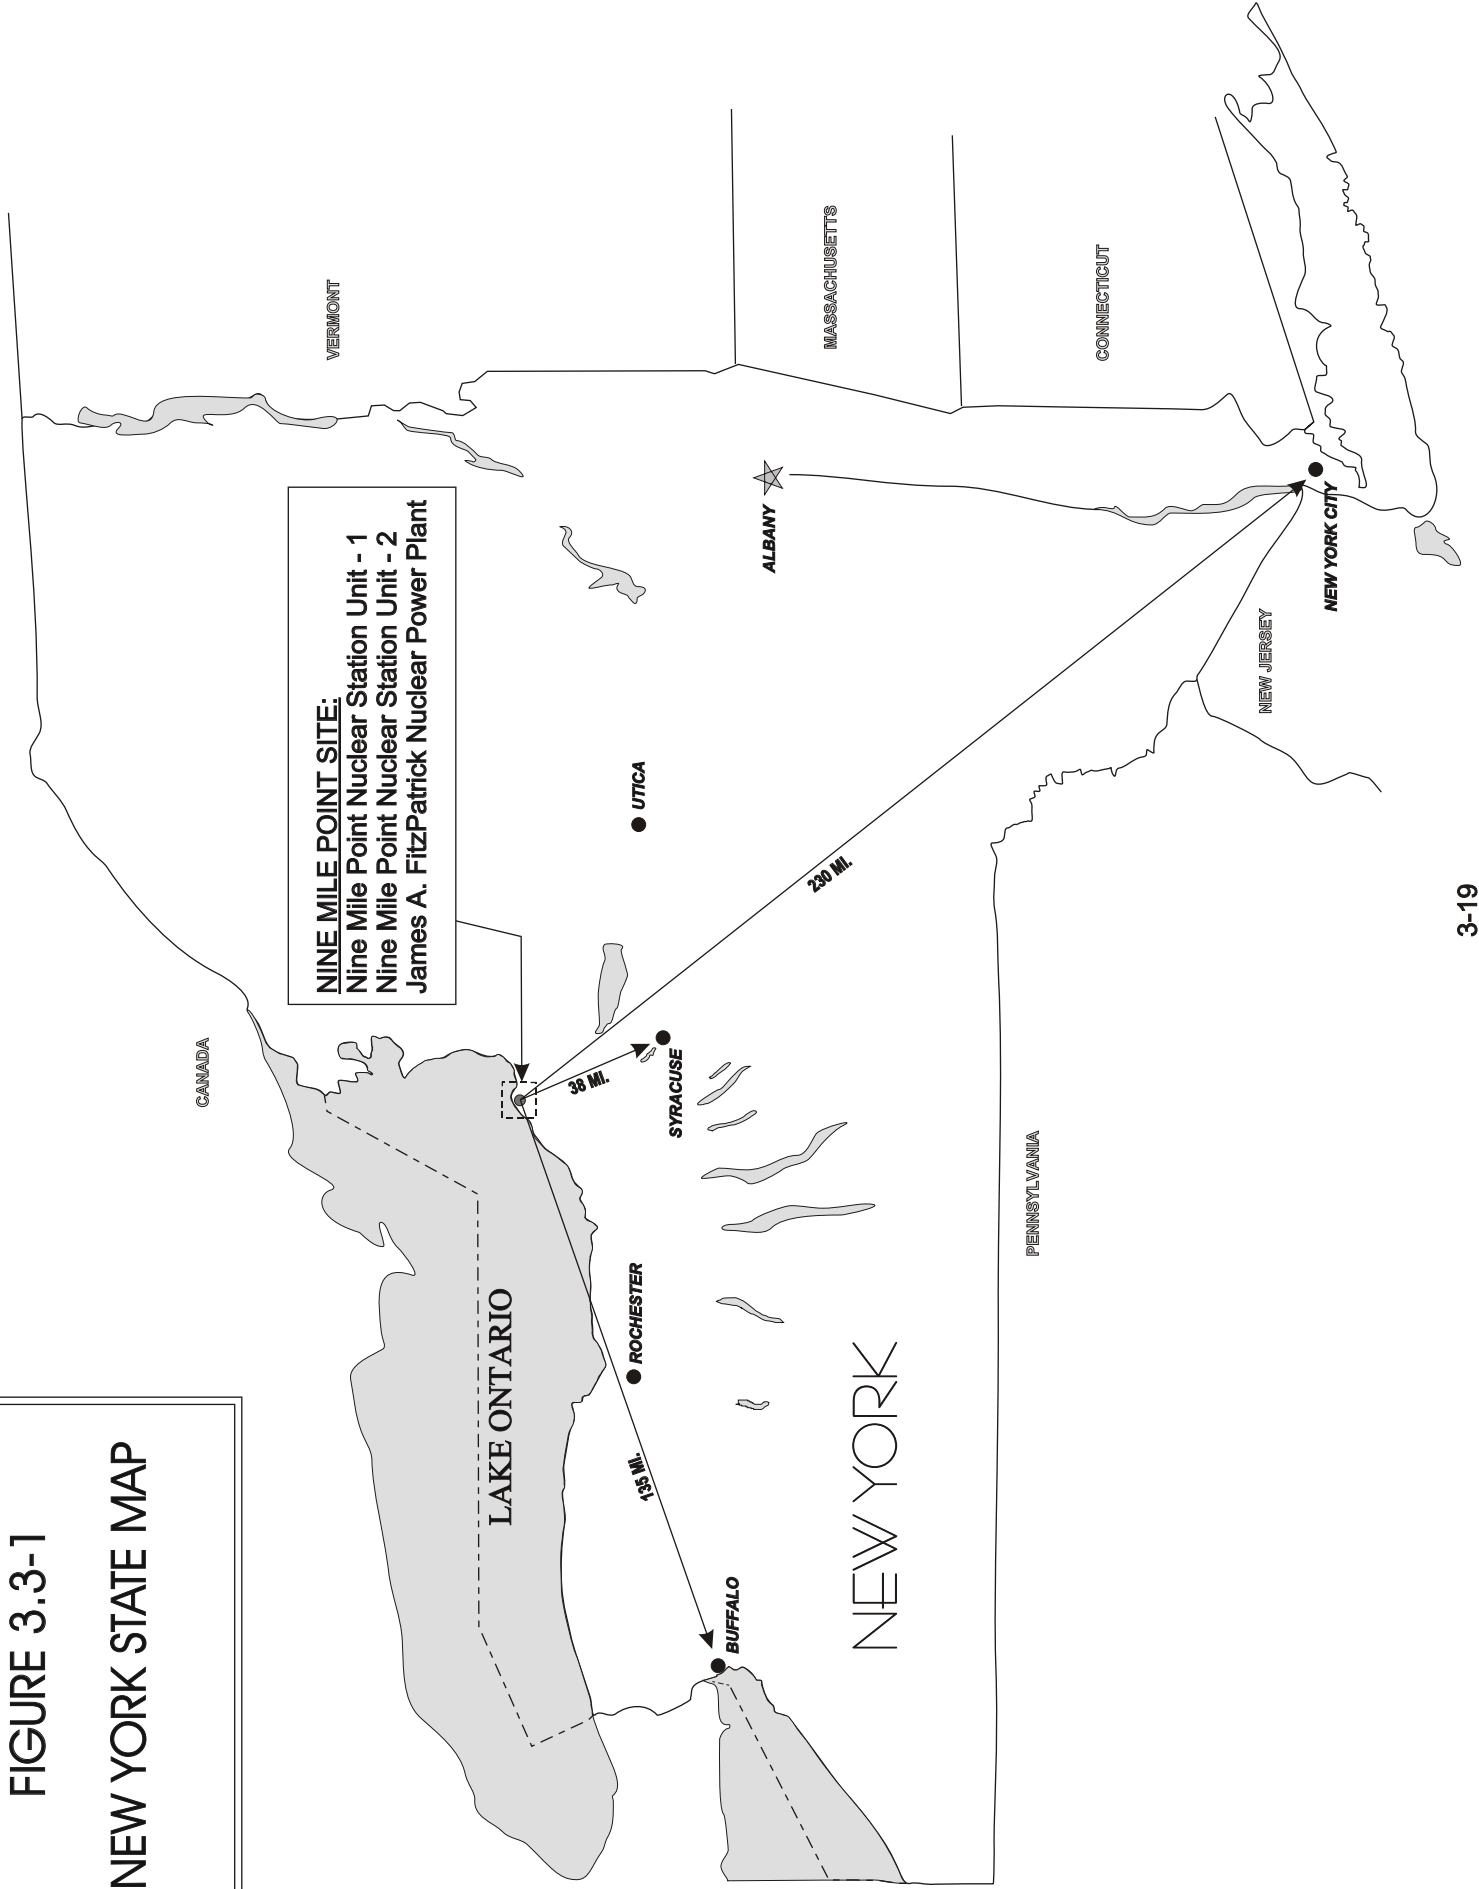 FIGURE 3.3-1
NEW YORK STATE MAP
CANADA
VERMONT
NINE MILE POINT SITE:
Nine Mile Point Nuclear Station Unit - 1
Nine Mile Point Nuclear Station Unit - 2
James A. FitzPatrick Nuclear Power Plant
LAKE ONTARIO
38 MI.
135 MI.
230 MI.
ROCHESTER
SYRACUSE
UTICA
BUFFALO
ALBANY
MASSACHUSETTS
NEW YORK
PENNSYLVANIA
CONNECTICUT
NEW JERSEY
NEW YORK CITY
3-19